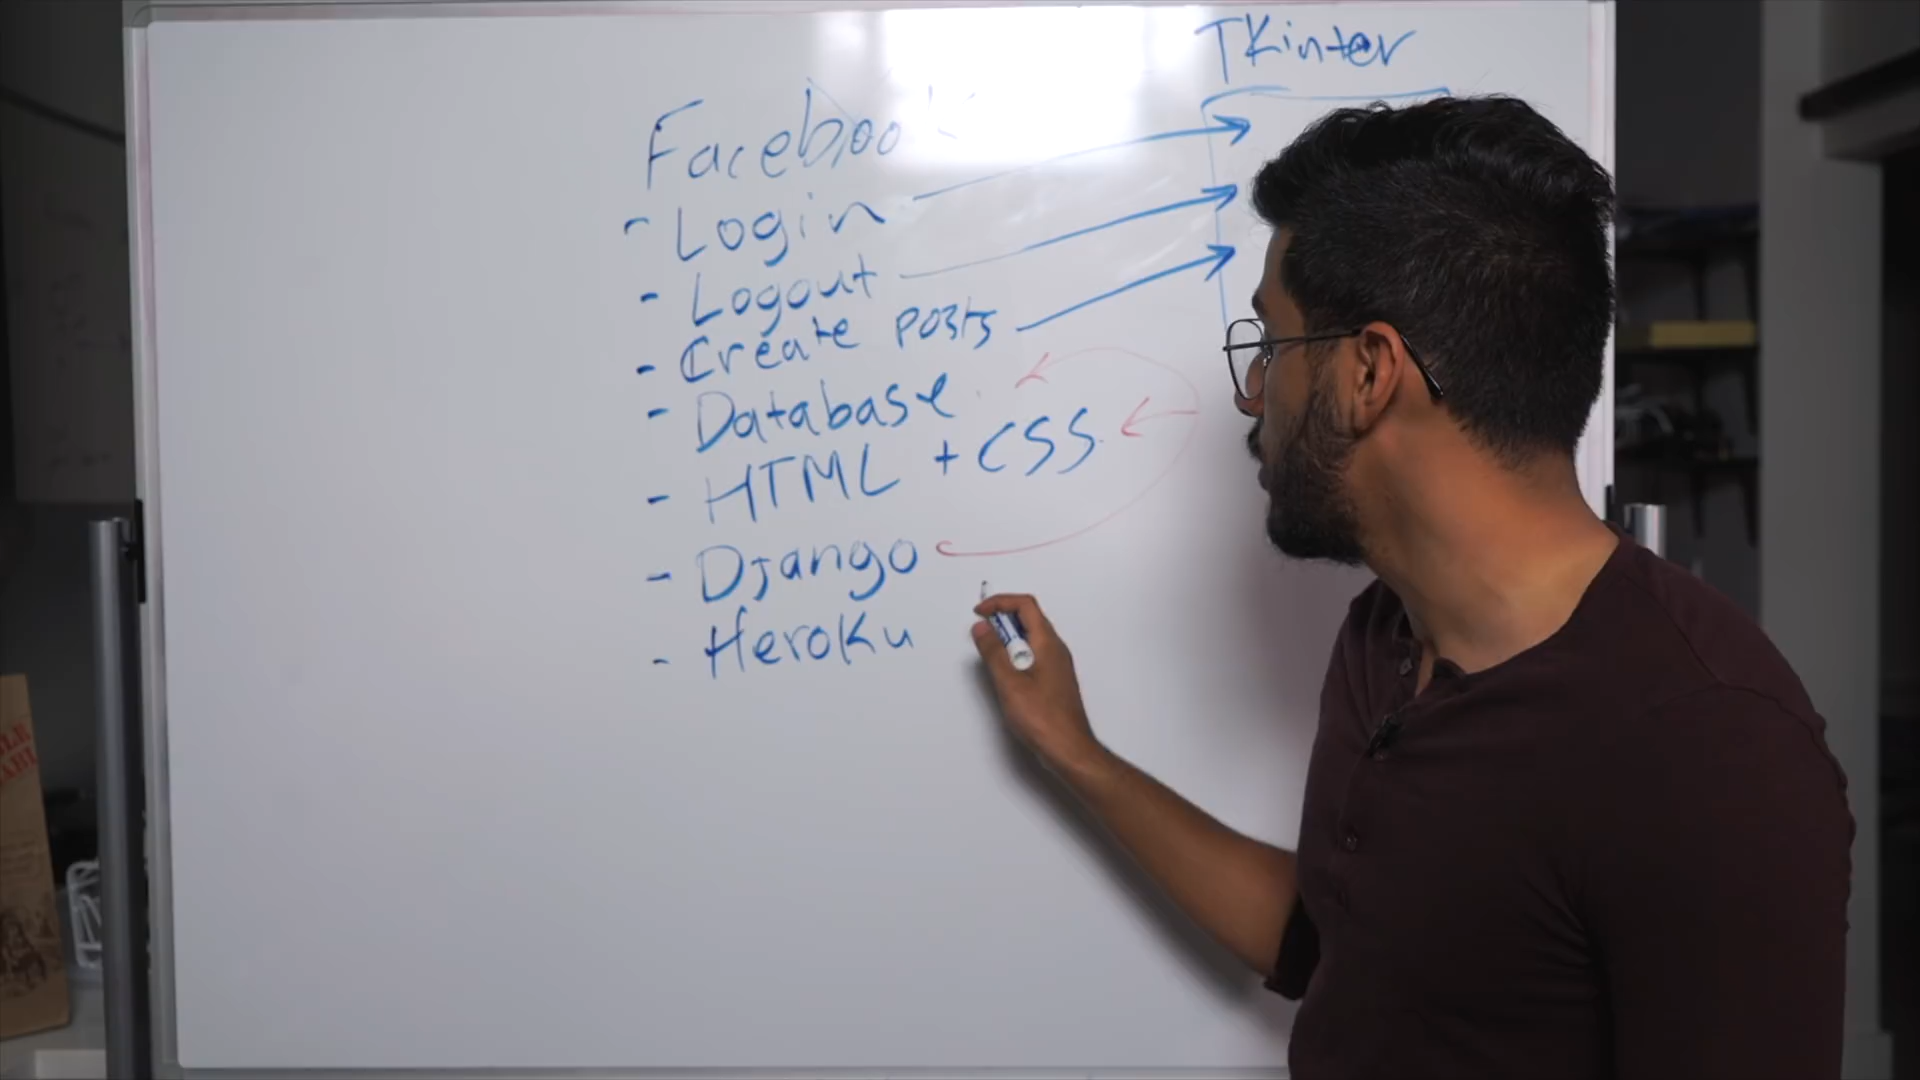 TKinter
Facebook
- Login
- Logout
- Create posts
- Database
- HTML + CSS
- Django
- Heroku